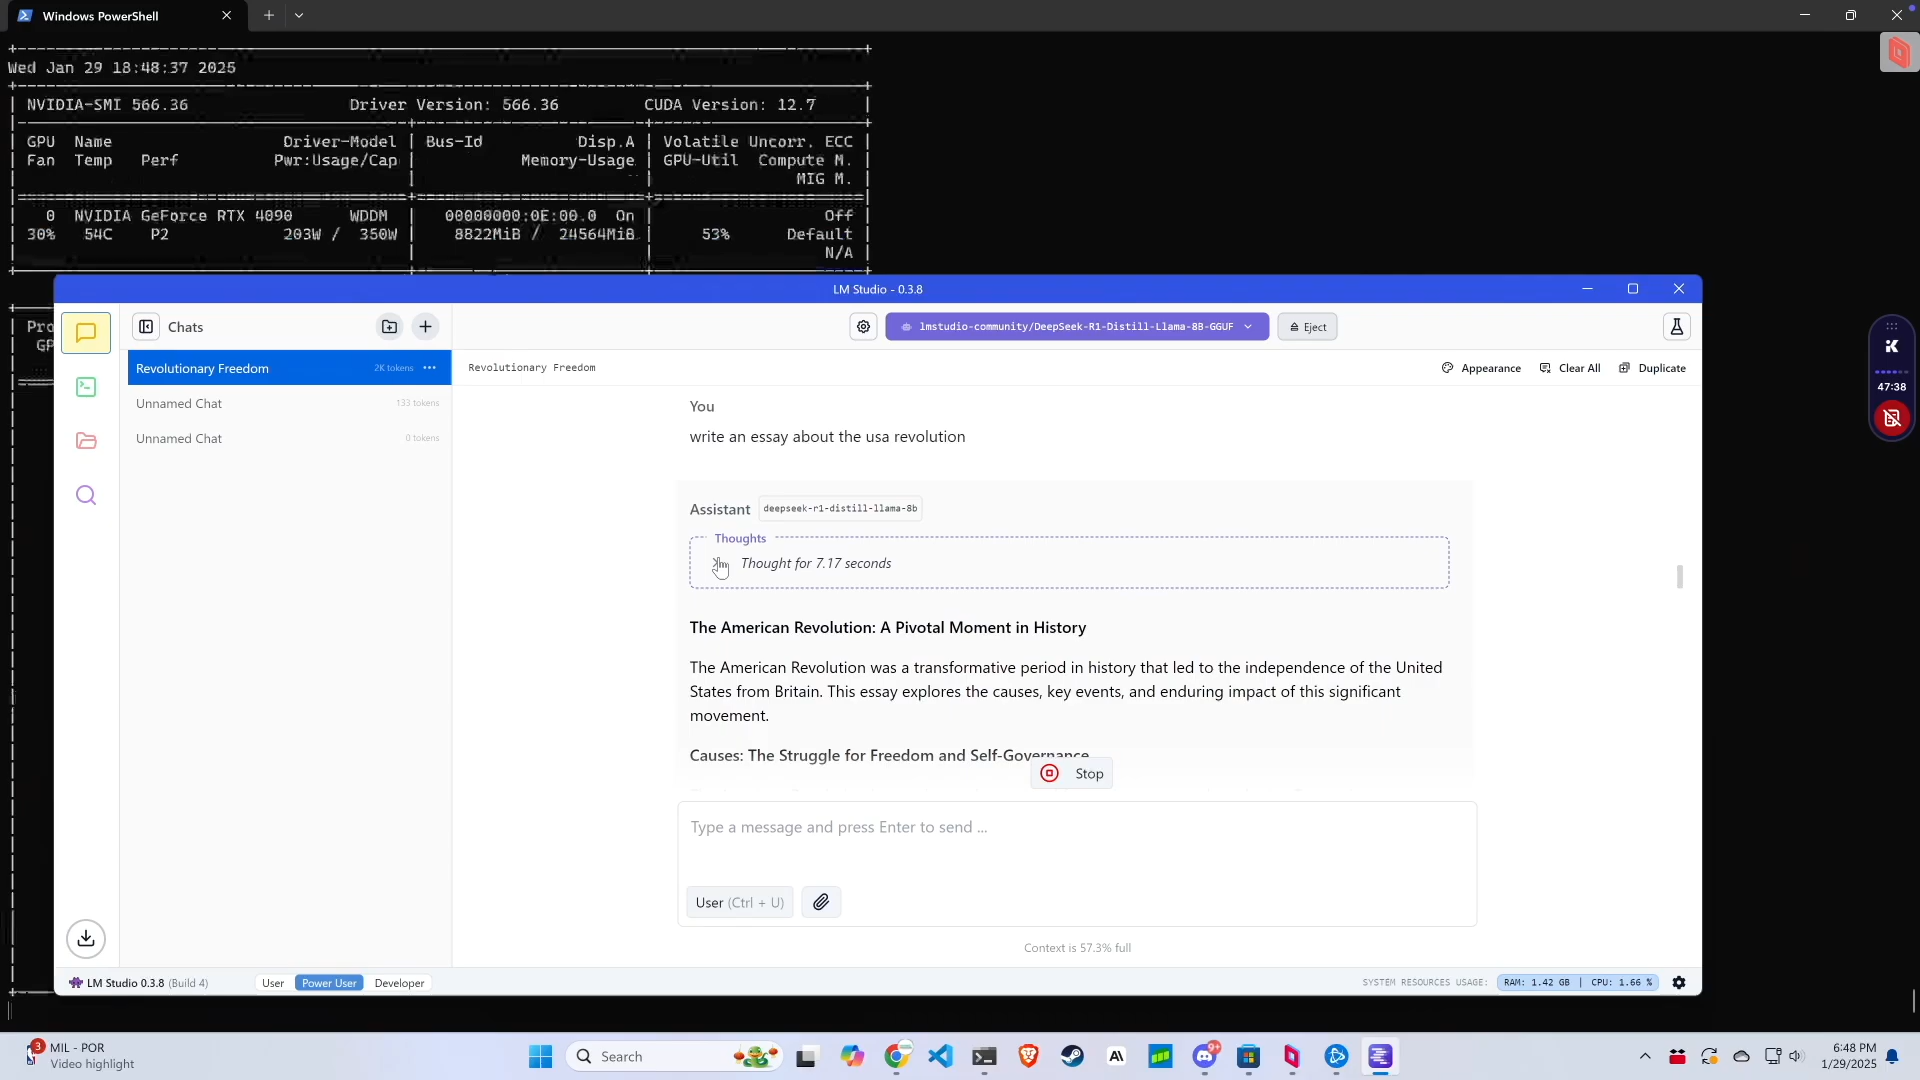 Windows PowerShell
Wed Jan 29 18:48:37 2025
NVIDIA-SMI 566.36 Driver Version: 566.36 CUDA Version: 12.7
GPU Name Driver-Model Bus-Id Disp.A Volatile Uncorr. ECC
Fan Temp Perf Pwr:Usage/Cap Memory-Usage GPU-Util Compute M.
MIG M.
0 NVIDIA GeForce RTX 4090 WDDM 00000000:0E:00.0 On Off
30% 54C P2 203W / 350W 8822MiB / 24564MiB 53% Default
N/A
LM Studio - 0.3.8
Pro
GP
Chats
lmstudio-community/DeepSeek-R1-Distill-Llama-8B-GGUF
Eject
Revolutionary Freedom 2K tokens
Unnamed Chat 133 tokens
Unnamed Chat 0 tokens
Revolutionary Freedom
Appearance
Clear All
Duplicate
47:38
You
write an essay about the usa revolution
Assistant deepseek-r1-distill-llama-8b
Thoughts
Thought for 7.17 seconds
The American Revolution: A Pivotal Moment in History
The American Revolution was a transformative period in history that led to the independence of the United
States from Britain. This essay explores the causes, key events, and enduring impact of this significant
movement.
Causes: The Struggle for Freedom and Self-Governance
Stop
Type a message and press Enter to send ...
User (Ctrl + U)
Context is 57.3% full
LM Studio 0.3.8 (Build 4)
User
Power User
Developer
SYSTEM RESOURCES USAGE: RAM: 1.42 GB | CPU: 1.66 %
3
MIL - POR
Video highlight
Search
9+
6:48 PM
1/29/2025